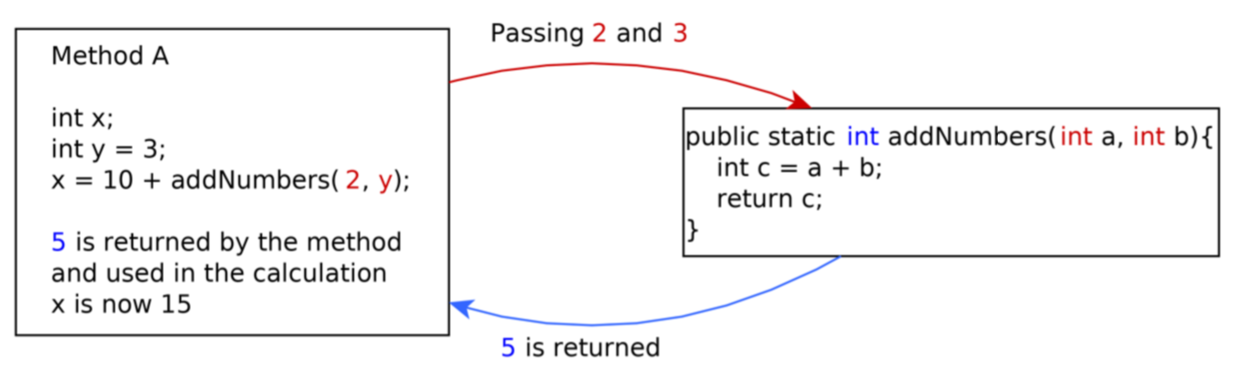 Method A
int x;
int y = 3;
x = 10 + addNumbers( 2, y);
5 is returned by the method
and used in the calculation
x is now 15
Passing 2 and 3
public static int addNumbers( int a, int b){
int c = a + b;
return c;
}
5 is returned